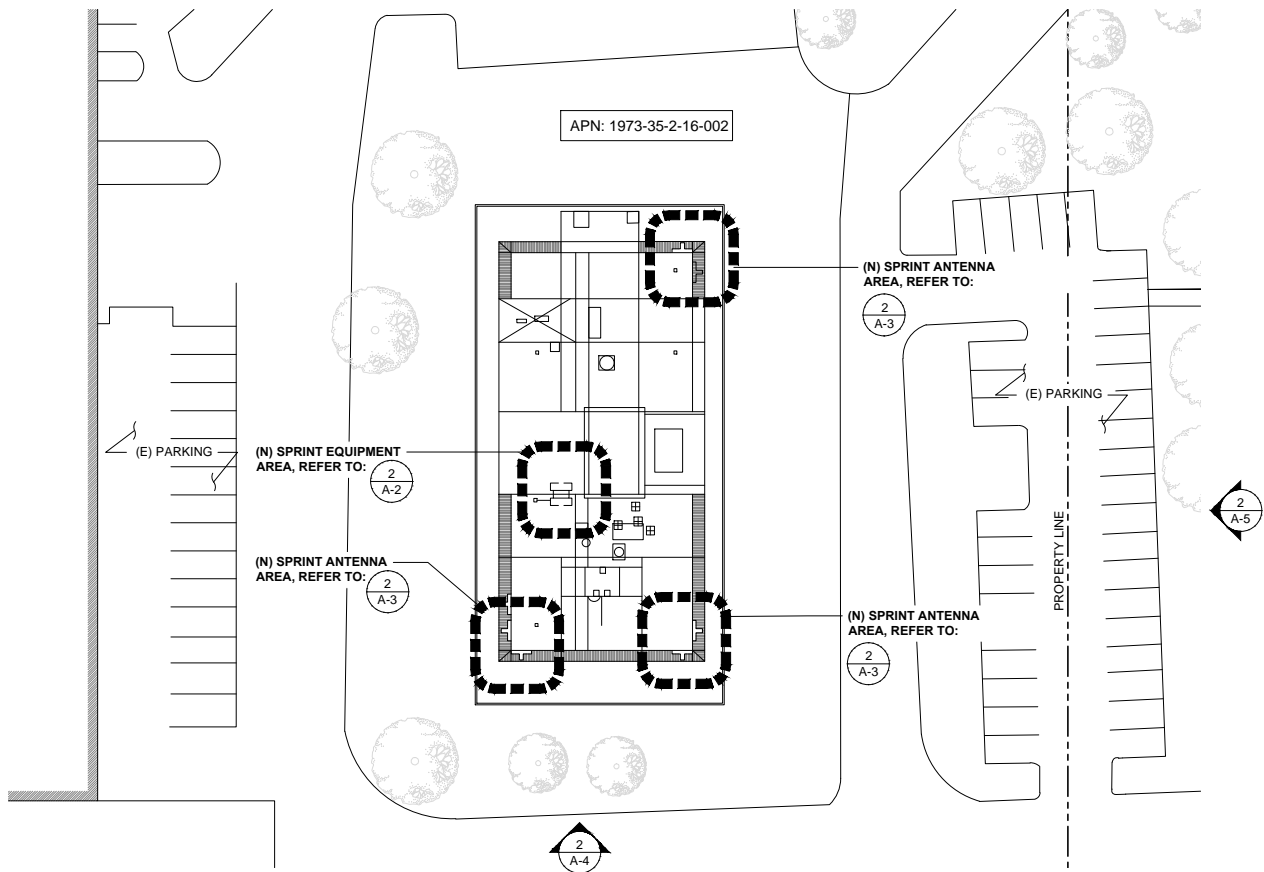 APN: 1973-35-2-16-002
(N) SPRINT ANTENNA
AREA, REFER TO:
2
A-3
(E) PARKING
(E) PARKING
(N) SPRINT EQUIPMENT
AREA, REFER TO:
2
A-2
2
A-5
PROPERTY LINE
(N) SPRINT ANTENNA
AREA, REFER TO:
2
A-3
(N) SPRINT ANTENNA
AREA, REFER TO:
2
A-3
2
A-4